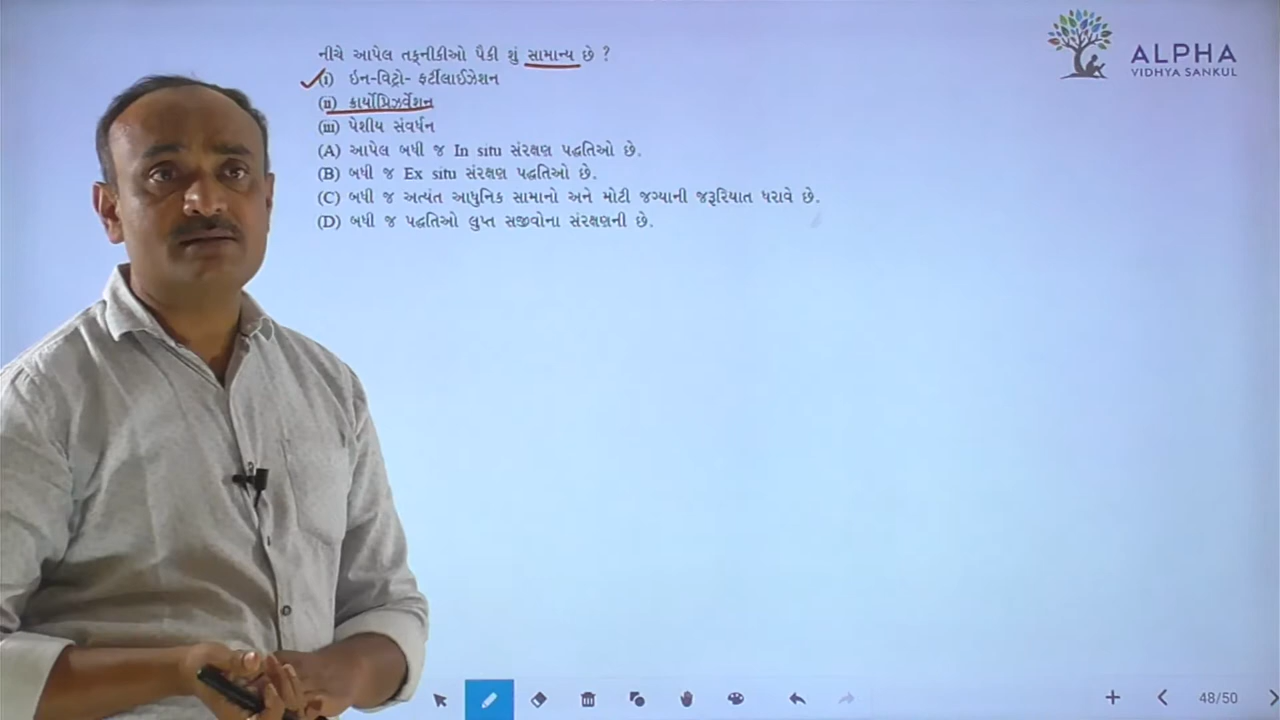 નીચે આપેલ તક્નીકીઓ પૈકી શું સામાન્ય છે ?
(i) ઇન-વિટ્રો- ફર્ટીલાઈઝેશન
(ii) કાર્યોપ્રિઝર્વેશન
(iii) પેશીય સંવર્ધન
(A) આપેલ બધી જ In situ સંરક્ષણ પદ્ધતિઓ છે.
(B) બધી જ Ex situ સંરક્ષણ પદ્ધતિઓ છે.
(C) બધી જ અત્યંત આધુનિક સામાનો અને મોટી જગ્યાની જરૂરિયાત ધરાવે છે.
(D) બધી જ પદ્ધતિઓ લુપ્ત સજીવોના સંરક્ષણની છે.
ALPHA
VIDHYA SANKUL
48/50